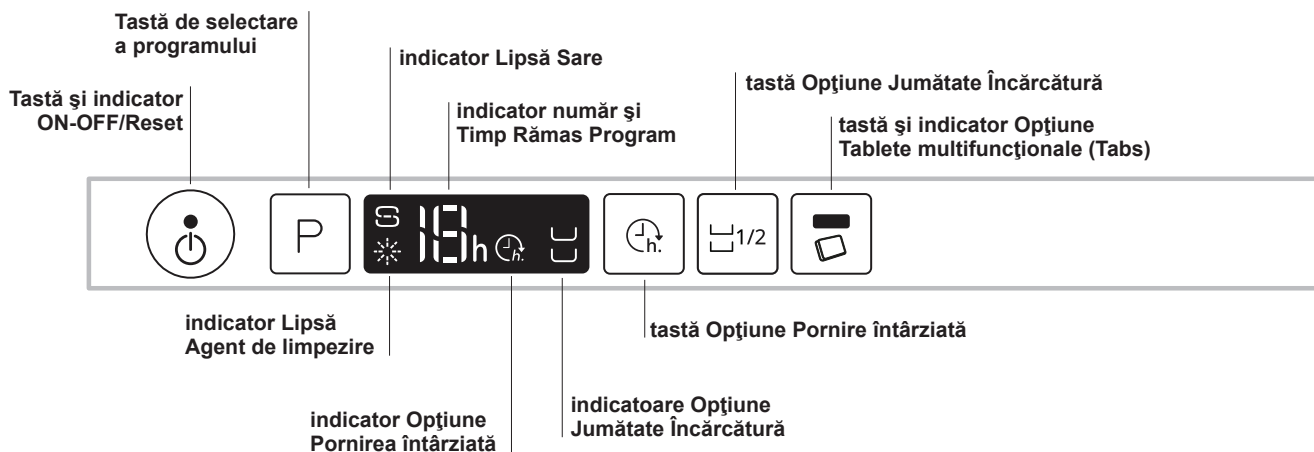 Tastă de selectare
a programului
indicator Lipsă Sare
tastă Opţiune Jumătate Încărcătură
Tastă şi indicator
ON-OFF/Reset
indicator număr şi
Timp Rămas Program
tastă şi indicator Opţiune
Tablete multifuncţionale (Tabs)
P
18h
h.
h.
1/2
indicator Lipsă
Agent de limpezire
tastă Opţiune Pornire întârziată
indicator Opţiune
Pornirea întârziată
indicatoare Opţiune
Jumătate Încărcătură